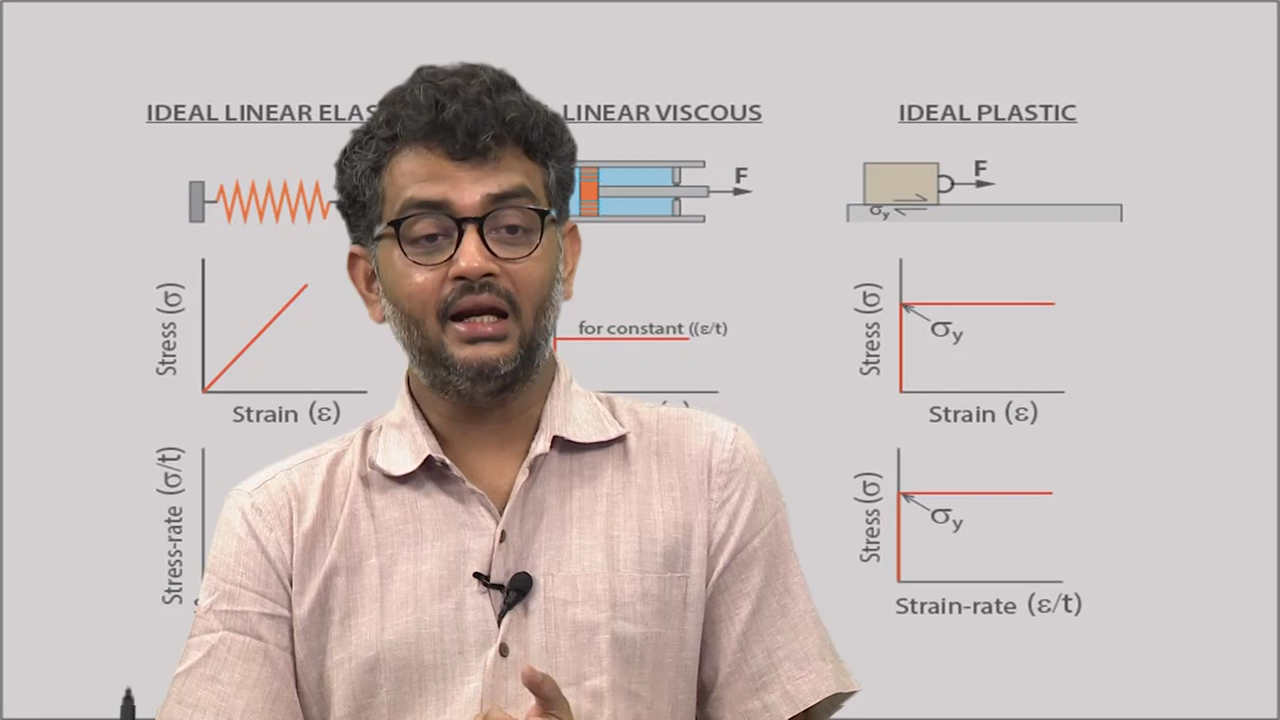 IDEAL LINEAR ELAS
LINEAR VISCOUS
IDEAL PLASTIC
F
F
σy
Stress (σ)
Strain (ε)
for constant ((ε/t)
Stress (σ)
σy
Strain (ε)
Stress-rate (σ/t)
Stress (σ)
σy
Strain-rate (ε/t)